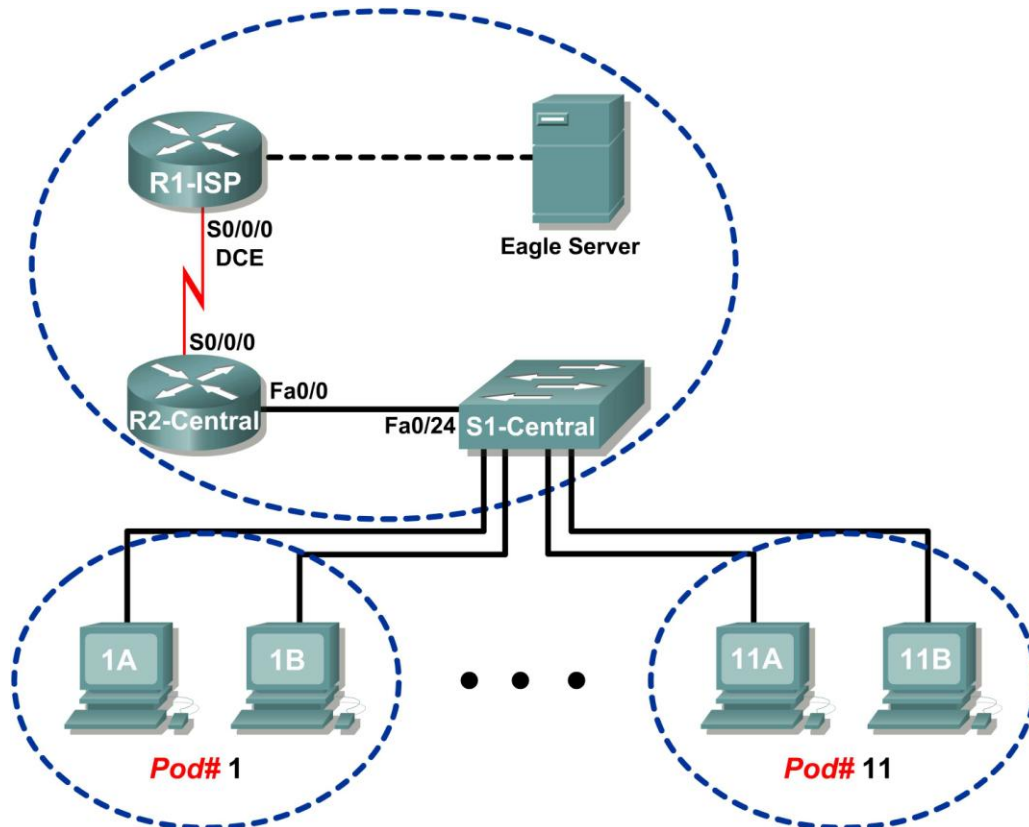 R1-ISP
S0/0/0
DCE
Eagle Server
S0/0/0
R2-Central
Fa0/0
Fa0/24
S1-Central
1A
1B
11A
11B
Pod# 1
Pod# 11